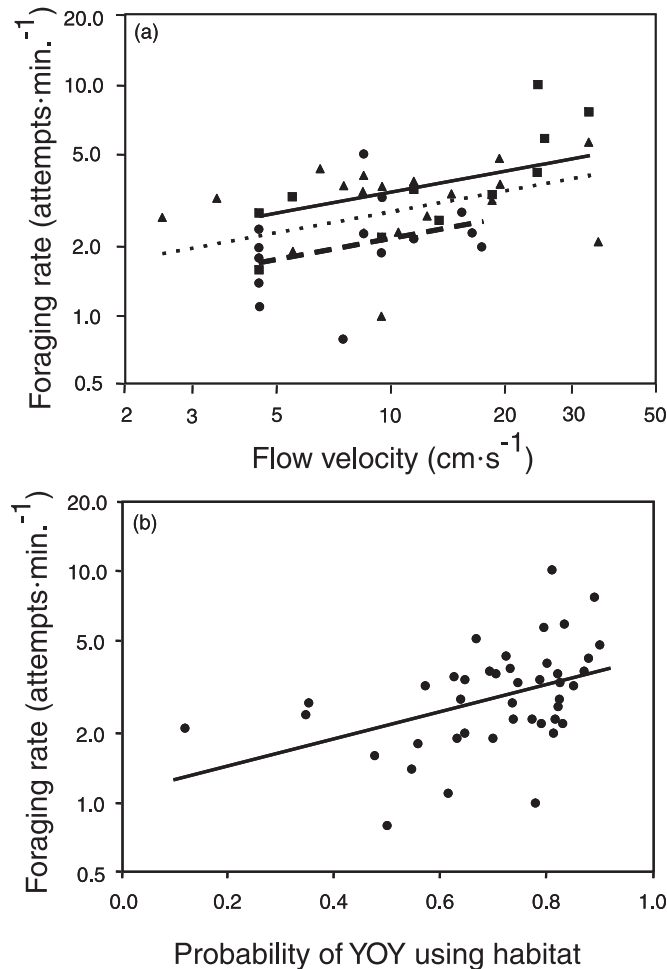 (a)
Foraging rate (attempts·min.⁻¹)
20.0
10.0
5.0
2.0
1.0
0.5
2 3 5 10 20 30 50
Flow velocity (cm·s⁻¹)
(b)
Foraging rate (attempts·min.⁻¹)
20.0
10.0
5.0
2.0
1.0
0.5
0.0 0.2 0.4 0.6 0.8 1.0
Probability of YOY using habitat